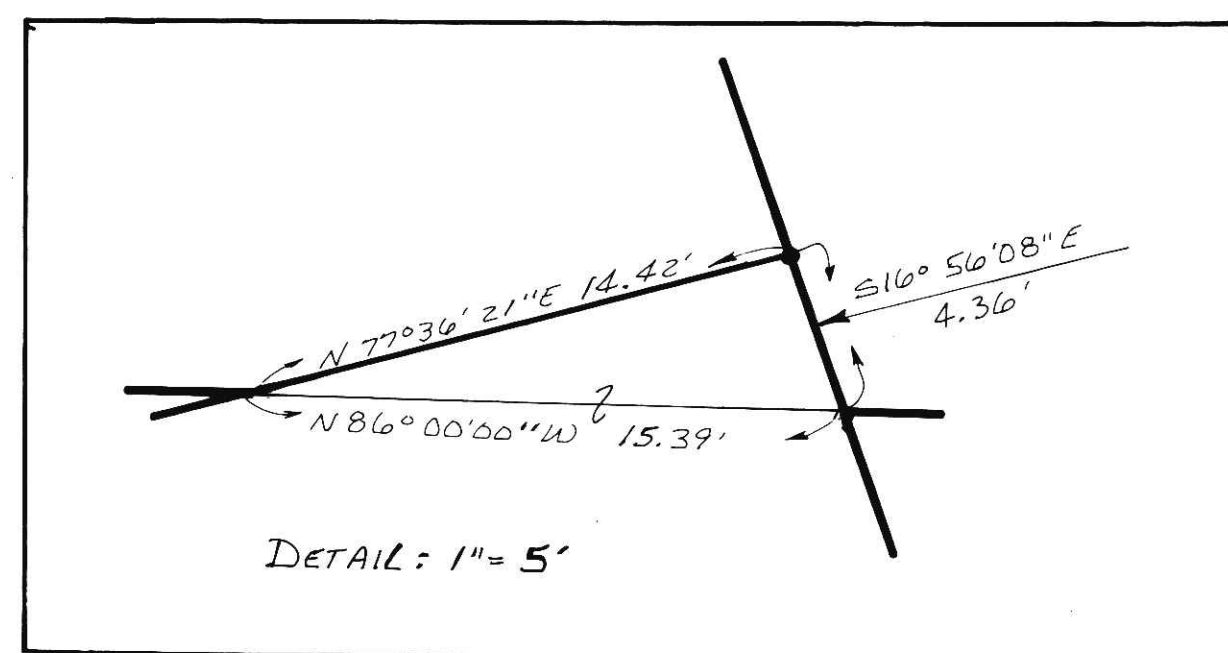 N 77°36'21"E 14.42'
S16° 56'08" E
4.36'
N 86° 00'00" W 15.39'
DETAIL: 1" = 5'